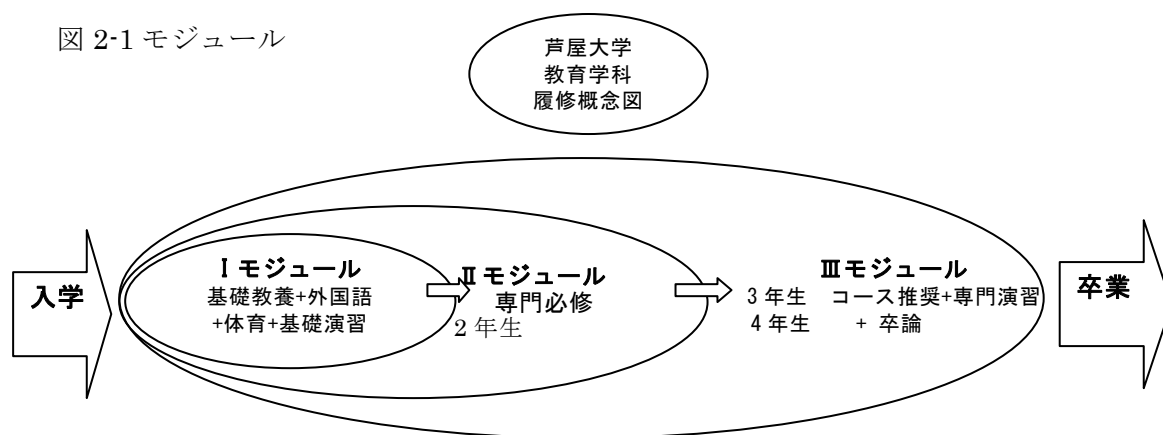 図 2-1 モジュール
芦屋大学
教育学科
履修概念図
入学
Ⅰモジュール
基礎教養+外国語
+体育+基礎演習
Ⅱモジュール
専門必修
2 年生
Ⅲモジュール
3 年生 コース推奨+専門演習
4 年生 + 卒論
卒業